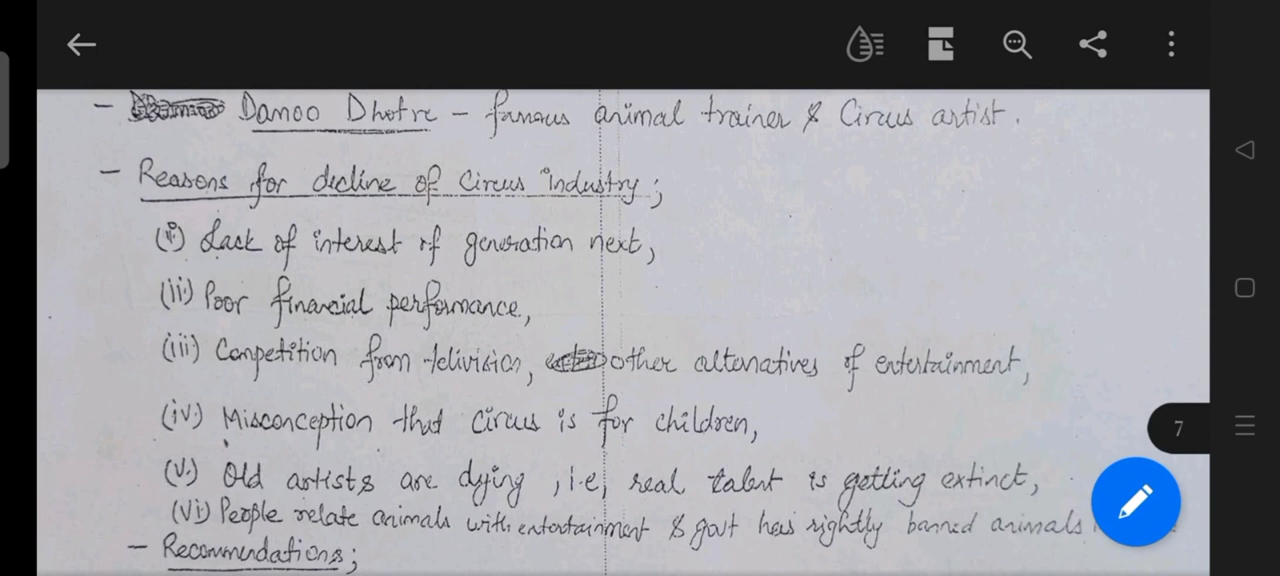 - Damoo Dhotre - famous animal trainer & Circus artist.
- Reasons for decline of Circus industry;
(i) Lack of interest of generation next,
(ii) Poor financial performance,
(iii) Competition from telivision, other alternatives of entertainment,
(iv) Misconception that Circus is for children,
(v.) Old artists are dying, i.e, real talent is getting extinct,
(vi) People relate animals with entertainment & govt has rightly banned animals
7
- Recommendations;